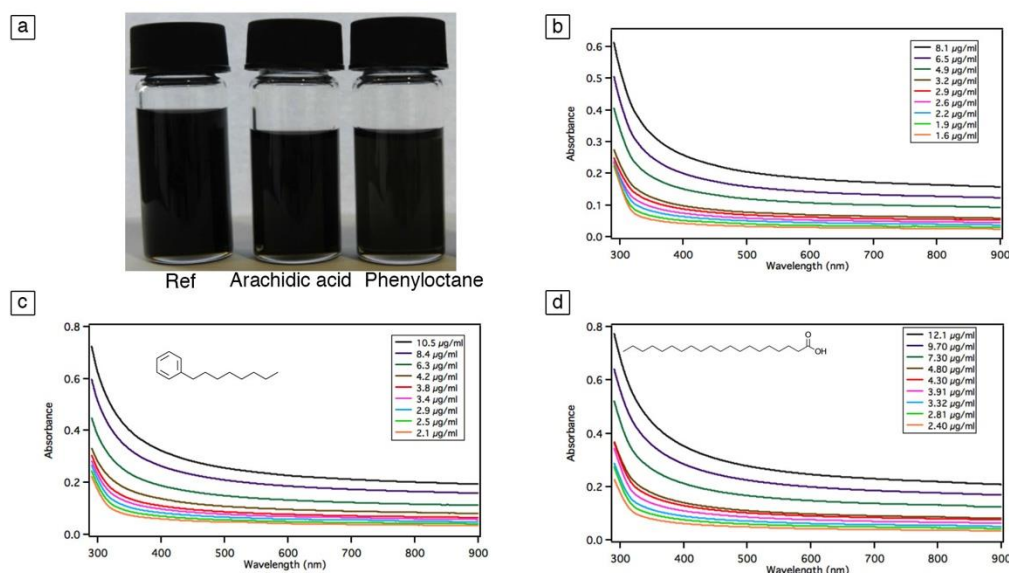 a
Ref Arachidic acid Phenyloctane
b
Absorbance
0.6
0.5
0.4
0.3
0.2
0.1
0.0
8.1 µg/ml
6.5 µg/ml
4.9 µg/ml
3.2 µg/ml
2.9 µg/ml
2.6 µg/ml
2.2 µg/ml
1.9 µg/ml
1.6 µg/ml
300 400 500 600 700 800 900
Wavelength (nm)
c
Absorbance
0.8
0.6
0.4
0.2
0.0
10.5 µg/ml
8.4 µg/ml
6.3 µg/ml
4.2 µg/ml
3.8 µg/ml
3.4 µg/ml
2.9 µg/ml
2.5 µg/ml
2.1 µg/ml
300 400 500 600 700 800 900
Wavelength (nm)
d
Absorbance
0.8
0.6
0.4
0.2
0.0
O
OH
12.1 µg/ml
9.70 µg/ml
7.30 µg/ml
4.80 µg/ml
4.30 µg/ml
3.91 µg/ml
3.32 µg/ml
2.81 µg/ml
2.40 µg/ml
300 400 500 600 700 800 900
Wavelength (nm)